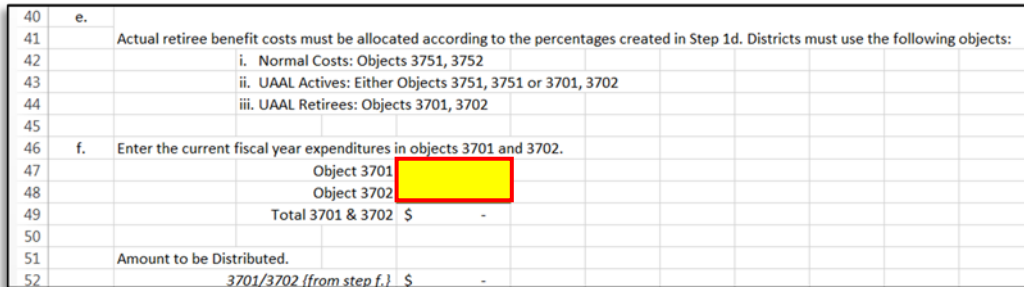 40 e.
41 Actual retiree benefit costs must be allocated according to the percentages created in Step 1d. Districts must use the following objects:
42 i. Normal Costs: Objects 3751, 3752
43 ii. UAAL Actives: Either Objects 3751, 3751 or 3701, 3702
44 iii. UAAL Retirees: Objects 3701, 3702
45
46 f. Enter the current fiscal year expenditures in objects 3701 and 3702.
47 Object 3701
48 Object 3702
49 Total 3701 & 3702 $ -
50
51 Amount to be Distributed.
52 3701/3702 {from step f.} $ -